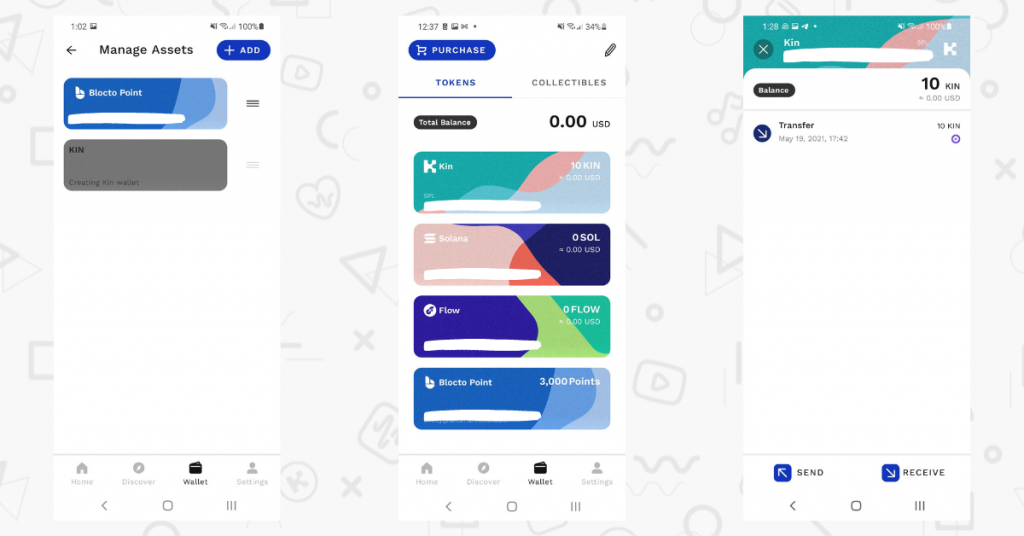 1:02
100%
Manage Assets
+ ADD
Blocto Point
KIN
Creating Kin wallet
Home
Discover
Wallet
Settings
12:37
34%
PURCHASE
TOKENS
COLLECTIBLES
Total Balance
0.00 USD
Kin
10 KIN
≈ 0.00 USD
SPL
Solana
0 SOL
≈ 0.00 USD
Flow
0 FLOW
≈ 0.00 USD
Blocto Point
3,000 Points
Home
Discover
Wallet
Settings
1:28
100%
Kin
SPL
Balance
10 KIN
≈ 0.00 USD
Transfer
10 KIN
May 19, 2021, 17:42
SEND
RECEIVE